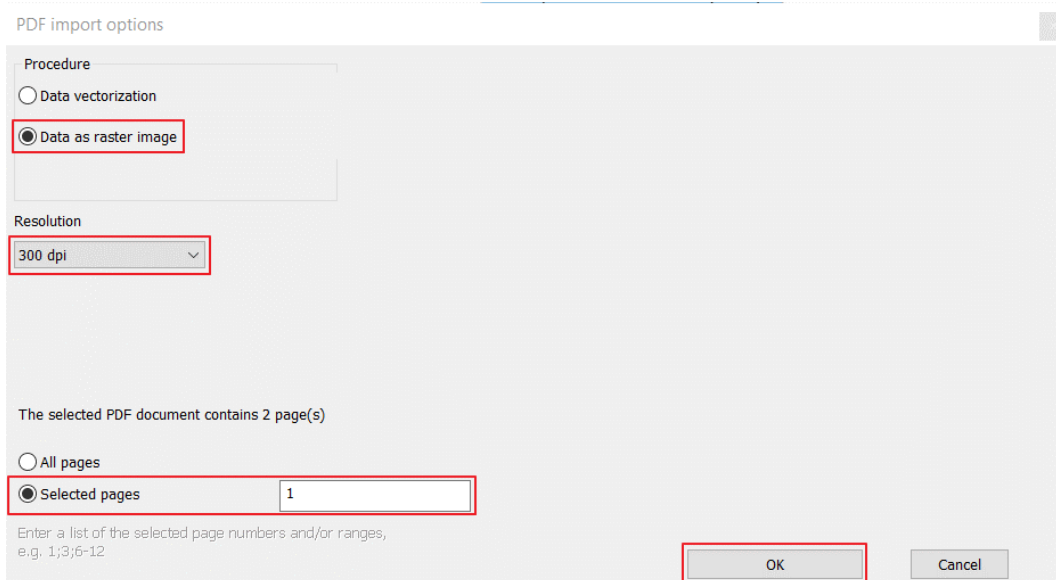 PDF import options
Procedure
Data vectorization
Data as raster image
Resolution
300 dpi
The selected PDF document contains 2 page(s)
All pages
Selected pages 1
Enter a list of the selected page numbers and/or ranges,
e.g. 1;3;6-12
OK Cancel